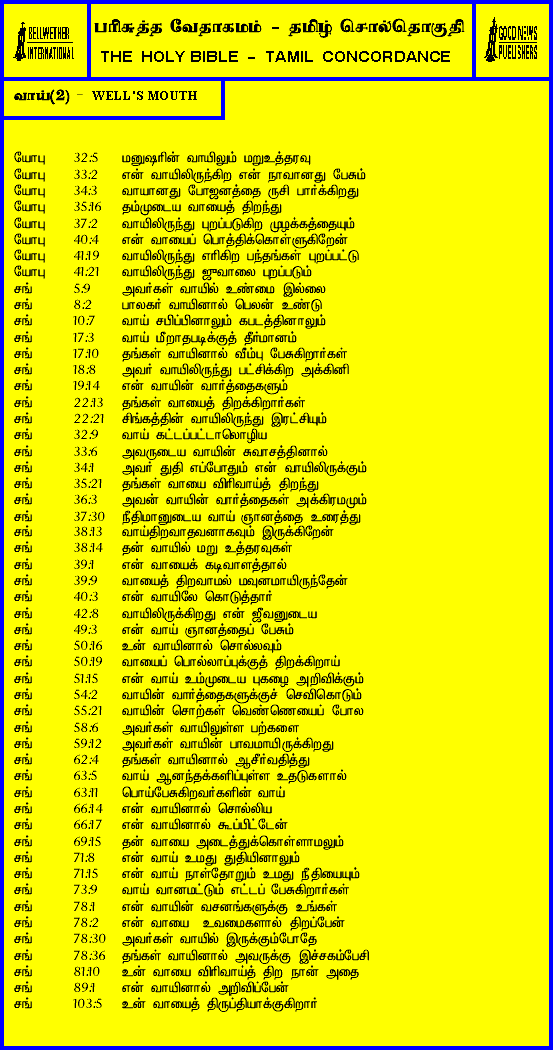 BELLWETHER
INTERNATIONAL
பரிசுத்த வேதாகமம் - தமிழ் சொல்தொகுதி
THE HOLY BIBLE - TAMIL CONCORDANCE
GOOD NEWS
PUBLISHERS
வாய்(2) - WELL'S MOUTH
யோபு 32:5 மனுஷரின் வாயிலும் மறுஉத்தரவு
யோபு 33:2 என் வாயிலிருந்கிற என் நாவானது பேசும்
யோபு 34:3 வாயானது போஜனத்தை ருசி பார்க்கிறது
யோபு 35:16 தம்முடைய வாயைத் திறந்து
யோபு 37:2 வாயிலிருந்து புறப்படுகிற முழக்கத்தையும்
யோபு 40:4 என் வாயைப் பொத்திக்கொள்ளுகிறேன்
யோபு 41:19 வாயிலிருந்து எரிகிற பந்தங்கள் புறப்பட்டு
யோபு 41:21 வாயிலிருந்து ஜுவாலை புறப்படும்
சங் 5:9 அவர்கள் வாயில் உண்மை இல்லை
சங் 8:2 பாலகர் வாயினால் பெலன் உண்டு
சங் 10:7 வாய் சபிப்பினாலும் கபடத்தினாலும்
சங் 17:3 வாய் மீறாதபடிக்குத் தீர்மானம்
சங் 17:10 தங்கள் வாயினால் வீம்பு பேசுகிறார்கள்
சங் 18:8 அவர் வாயிலிருந்து பட்சிக்கிற அக்கினி
சங் 19:14 என் வாயின் வார்த்தைகளும்
சங் 22:13 தங்கள் வாயைத் திறக்கிறார்கள்
சங் 22:21 சிங்கத்தின் வாயிலிருந்து இரட்சியும்
சங் 32:9 வாய் கட்டப்பட்டாலொழிய
சங் 33:6 அவருடைய வாயின் சுவாசத்தினால்
சங் 34:1 அவர் துதி எப்போதும் என் வாயிலிருக்கும்
சங் 35:21 தங்கள் வாயை விரிவாய்த் திறந்து
சங் 36:3 அவன் வாயின் வார்த்தைகள் அக்கிரமமும்
சங் 37:30 நீதிமானுடைய வாய் ஞானத்தை உரைத்து
சங் 38:13 வாய்திறவாதவனாகவும் இருக்கிறேன்
சங் 38:14 தன் வாயில் மறு உத்தரவுகள்
சங் 39:1 என் வாயைக் கடிவாளத்தால்
சங் 39:9 வாயைத் திறவாமல் மவுனமாயிருந்தேன்
சங் 40:3 என் வாயிலே கொடுத்தார்
சங் 42:8 வாயிலிருக்கிறது என் ஜீவனுடைய
சங் 49:3 என் வாய் ஞானத்தைப் பேசும்
சங் 50:16 உன் வாயினால் சொல்லவும்
சங் 50:19 வாயைப் பொல்லாப்புக்குத் திறக்கிறாய்
சங் 51:15 என் வாய் உம்முடைய புகழை அறிவிக்கும்
சங் 54:2 வாயின் வார்த்தைகளுக்குச் செவிகொடும்
சங் 55:21 வாயின் சொற்கள் வெண்ணெயைப் போல
சங் 58:6 அவர்கள் வாயிலுள்ள பற்களை
சங் 59:12 அவர்கள் வாயின் பாவமாயிருக்கிறது
சங் 62:4 தங்கள் வாயினால் ஆசீர்வதித்து
சங் 63:5 வாய் ஆனந்தக்களிப்புள்ள உதடுகளால்
சங் 63:11 பொய்பேசுகிறவர்களின் வாய்
சங் 66:14 என் வாயினால் சொல்லிய
சங் 66:17 என் வாயினால் கூப்பிட்டேன்
சங் 69:15 தன் வாயை அடைத்துக்கொள்ளாமலும்
சங் 71:8 என் வாய் உமது துதியினாலும்
சங் 71:15 என் வாய் நாள்தோறும் உமது நீதியையும்
சங் 73:9 வாய் வானமட்டும் எட்டப் பேசுகிறார்கள்
சங் 78:1 என் வாயின் வசனங்களுக்கு உங்கள்
சங் 78:2 என் வாயை உவமைகளால் திறப்பேன்
சங் 78:30 அவர்கள் வாயில் இருக்கும்போதே
சங் 78:36 தங்கள் வாயினால் அவருக்கு இச்சகம்பேசி
சங் 81:10 உன் வாயை விரிவாய்த் திற நான் அதை
சங் 89:1 என் வாயினால் அறிவிப்பேன்
சங் 103:5 உன் வாயைத் திருப்தியாக்குகிறார்